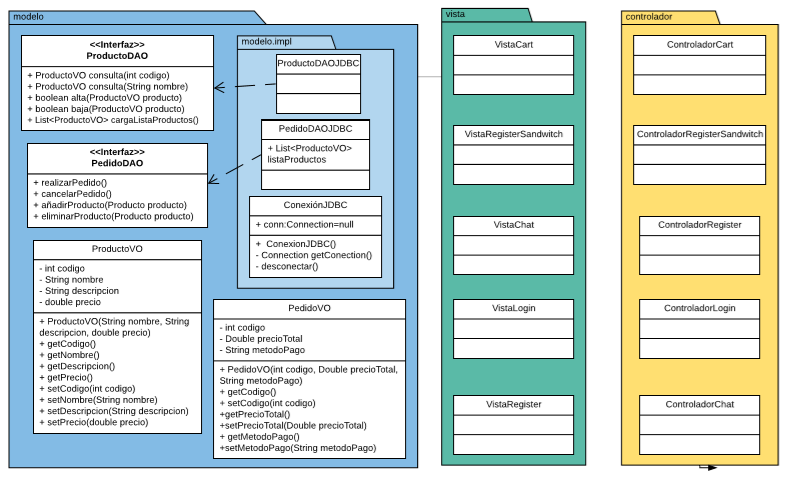 modelo
<<Interfaz>>
ProductoDAO
+ ProductoVO consulta(int codigo)
+ ProductoVO consulta(String nombre)
+ boolean alta(ProductoVO producto)
+ boolean baja(ProductoVO producto)
+ List<ProductoVO> cargaListaProductos()
<<Interfaz>>
PedidoDAO
+ realizarPedido()
+ cancelarPedido()
+ añadirProducto(Producto producto)
+ eliminarProducto(Producto producto)
ProductoVO
- int codigo
- String nombre
- String descripcion
- double precio
+ ProductoVO(String nombre, String
descripcion, double precio)
+ getCodigo()
+ getNombre()
+ getDescripcion()
+ getPrecio()
+ setCodigo(int codigo)
+ setNombre(String nombre)
+ setDescripcion(String descripcion)
+ setPrecio(double precio)
modelo.impl
ProductoDAOJDBC
PedidoDAOJDBC
+ List<ProductoVO>
listaProductos
ConexiónJDBC
+ conn:Connection=null
+  ConexionJDBC()
- Connection getConection()
- desconectar()
PedidoVO
- int codigo
- Double precioTotal
- String metodoPago
+ PedidoVO(int codigo, Double precioTotal,
String metodoPago)
+ getCodigo()
+ setCodigo(int codigo)
+getPrecioTotal()
+setPrecioTotal(Double precioTotal)
+ getMetodoPago()
+setMetodoPago(String metodoPago)
vista
VistaCart
VistaRegisterSandwitch
VistaChat
VistaLogin
VistaRegister
controlador
ControladorCart
ControladorRegisterSandwitch
ControladorRegister
ControladorLogin
ControladorChat